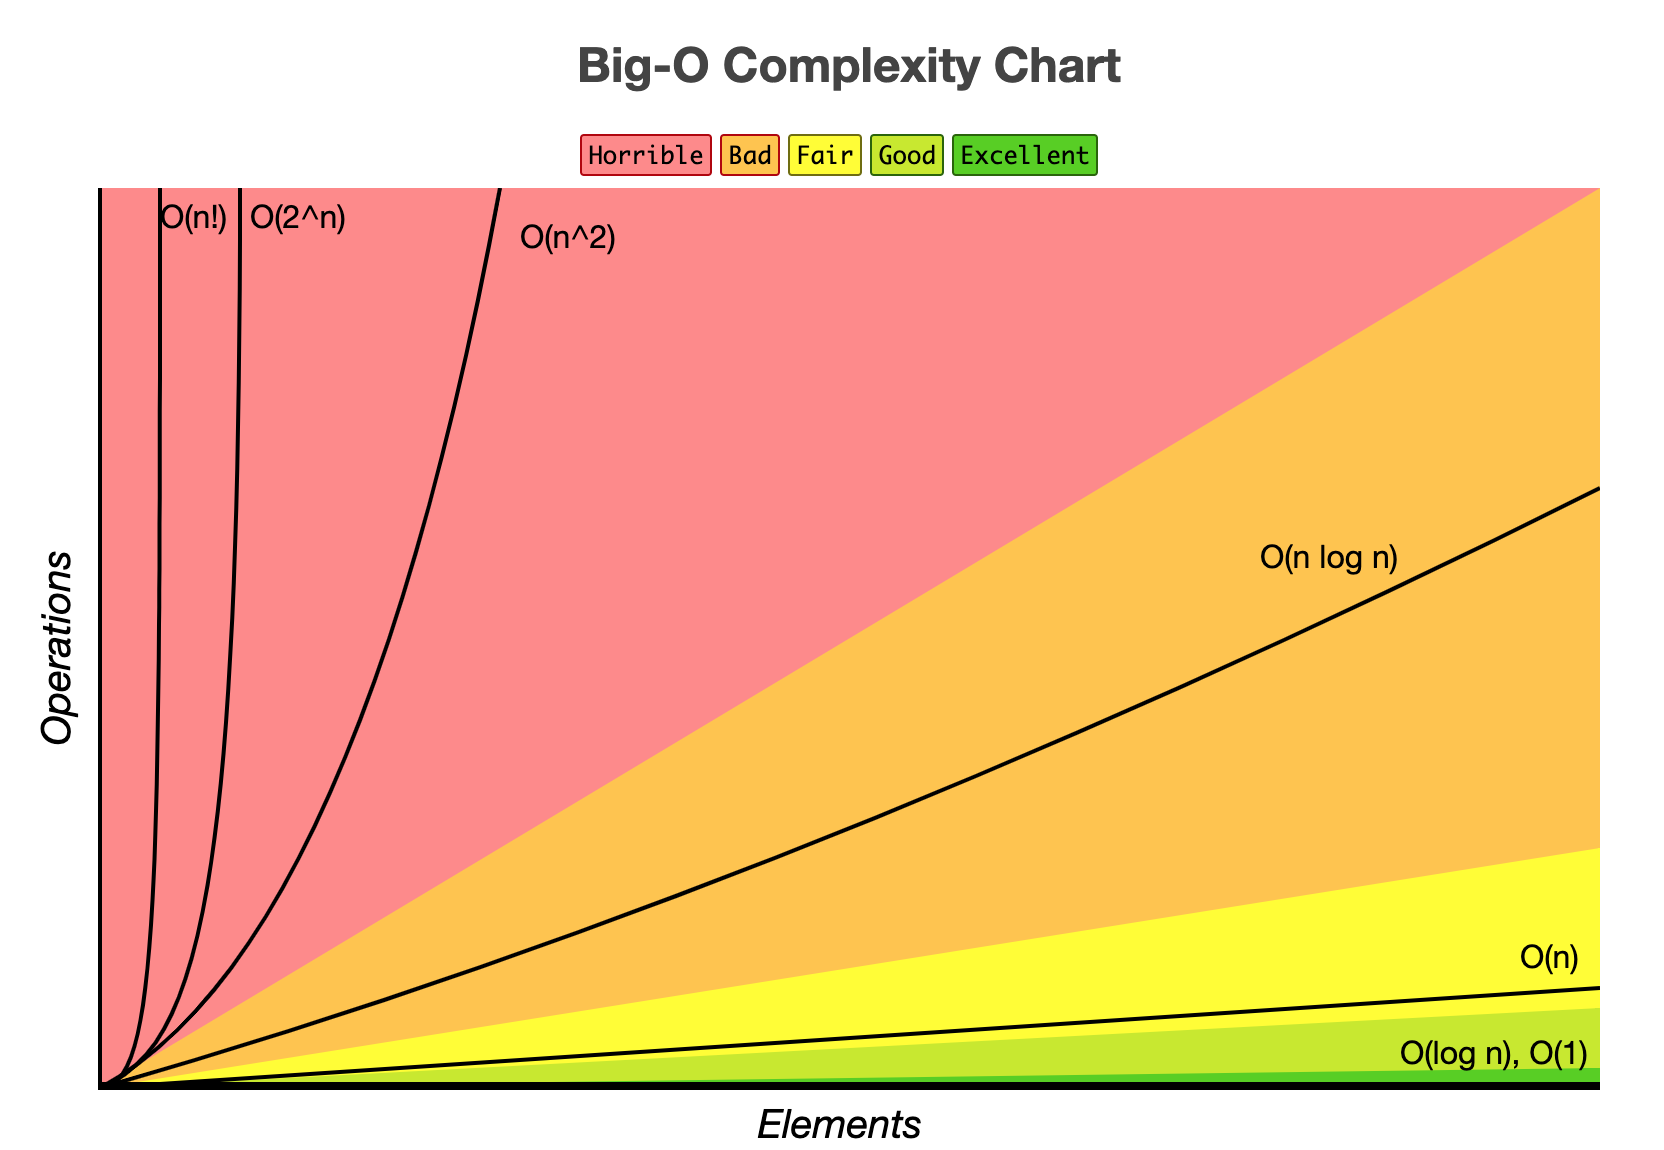 Big-O Complexity Chart
Horrible Bad Fair Good Excellent
O(n!) O(2^n)
O(n^2)
O(n log n)
Operations
O(n)
O(log n), O(1)
Elements